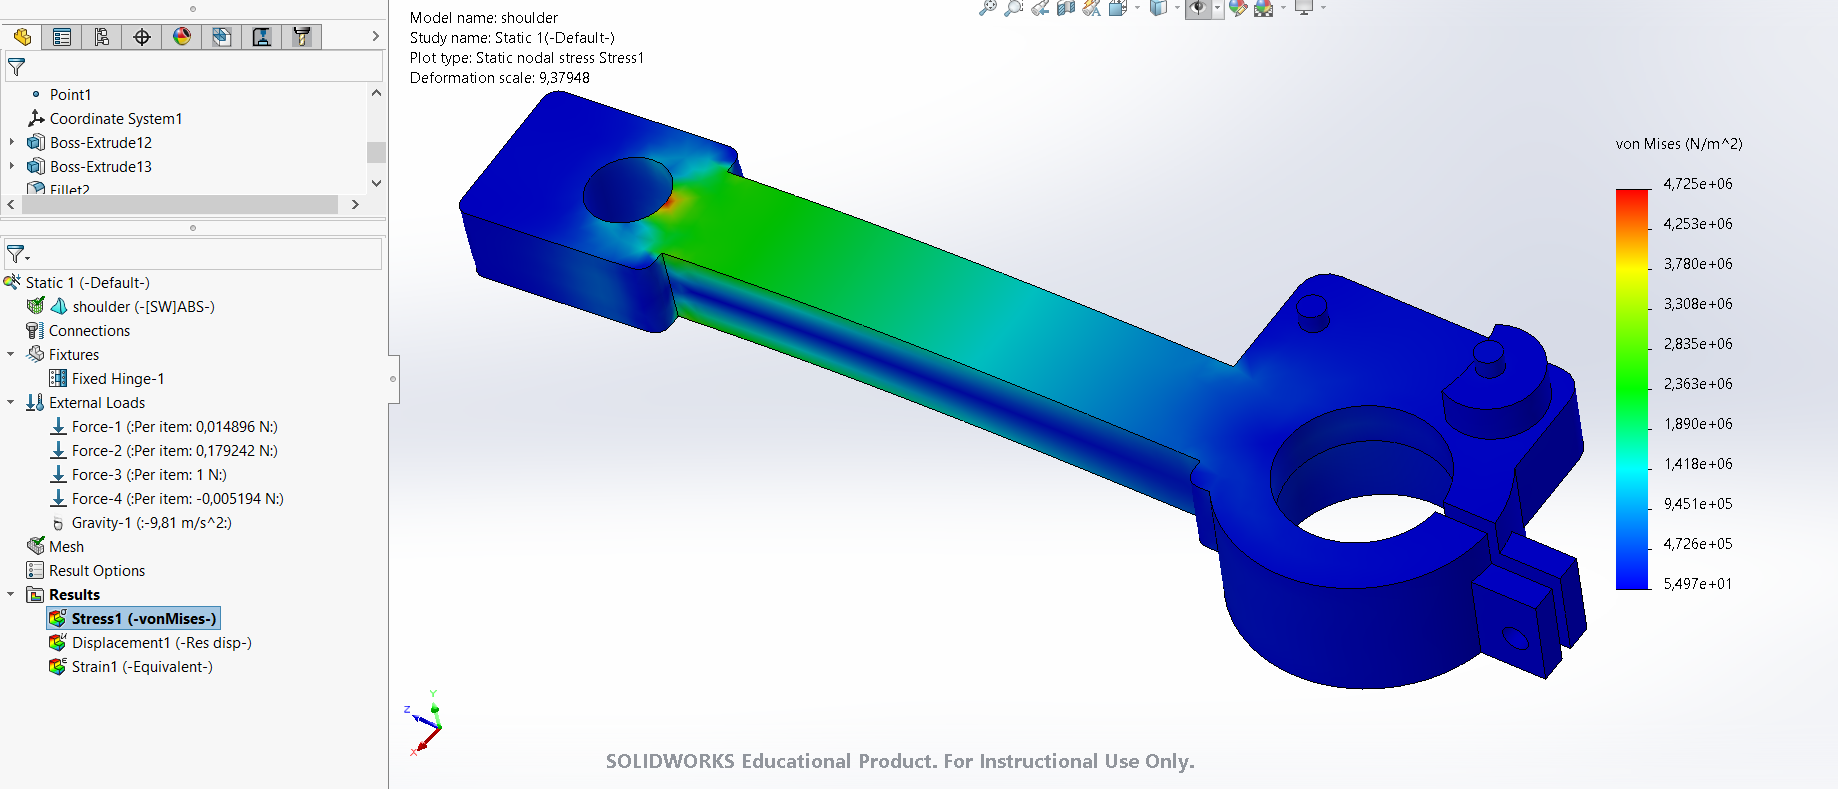 Model name: shoulder
Study name: Static 1(-Default-)
Plot type: Static nodal stress Stress1
Deformation scale: 9,37948
Point1
Coordinate System1
Boss-Extrude12
Boss-Extrude13
Fillet2
Static 1 (-Default-)
shoulder (-[SW]ABS-)
Connections
Fixtures
Fixed Hinge-1
External Loads
Force-1 (:Per item: 0,014896 N:)
Force-2 (:Per item: 0,179242 N:)
Force-3 (:Per item: 1 N:)
Force-4 (:Per item: -0,005194 N:)
Gravity-1 (:-9,81 m/s^2:)
Mesh
Result Options
Results
Stress1 (-vonMises-)
Displacement1 (-Res disp-)
Strain1 (-Equivalent-)
von Mises (N/m^2)
4,725e+06
4,253e+06
3,780e+06
3,308e+06
2,835e+06
2,363e+06
1,890e+06
1,418e+06
9,451e+05
4,726e+05
5,497e+01
Y
Z
X
SOLIDWORKS Educational Product. For Instructional Use Only.